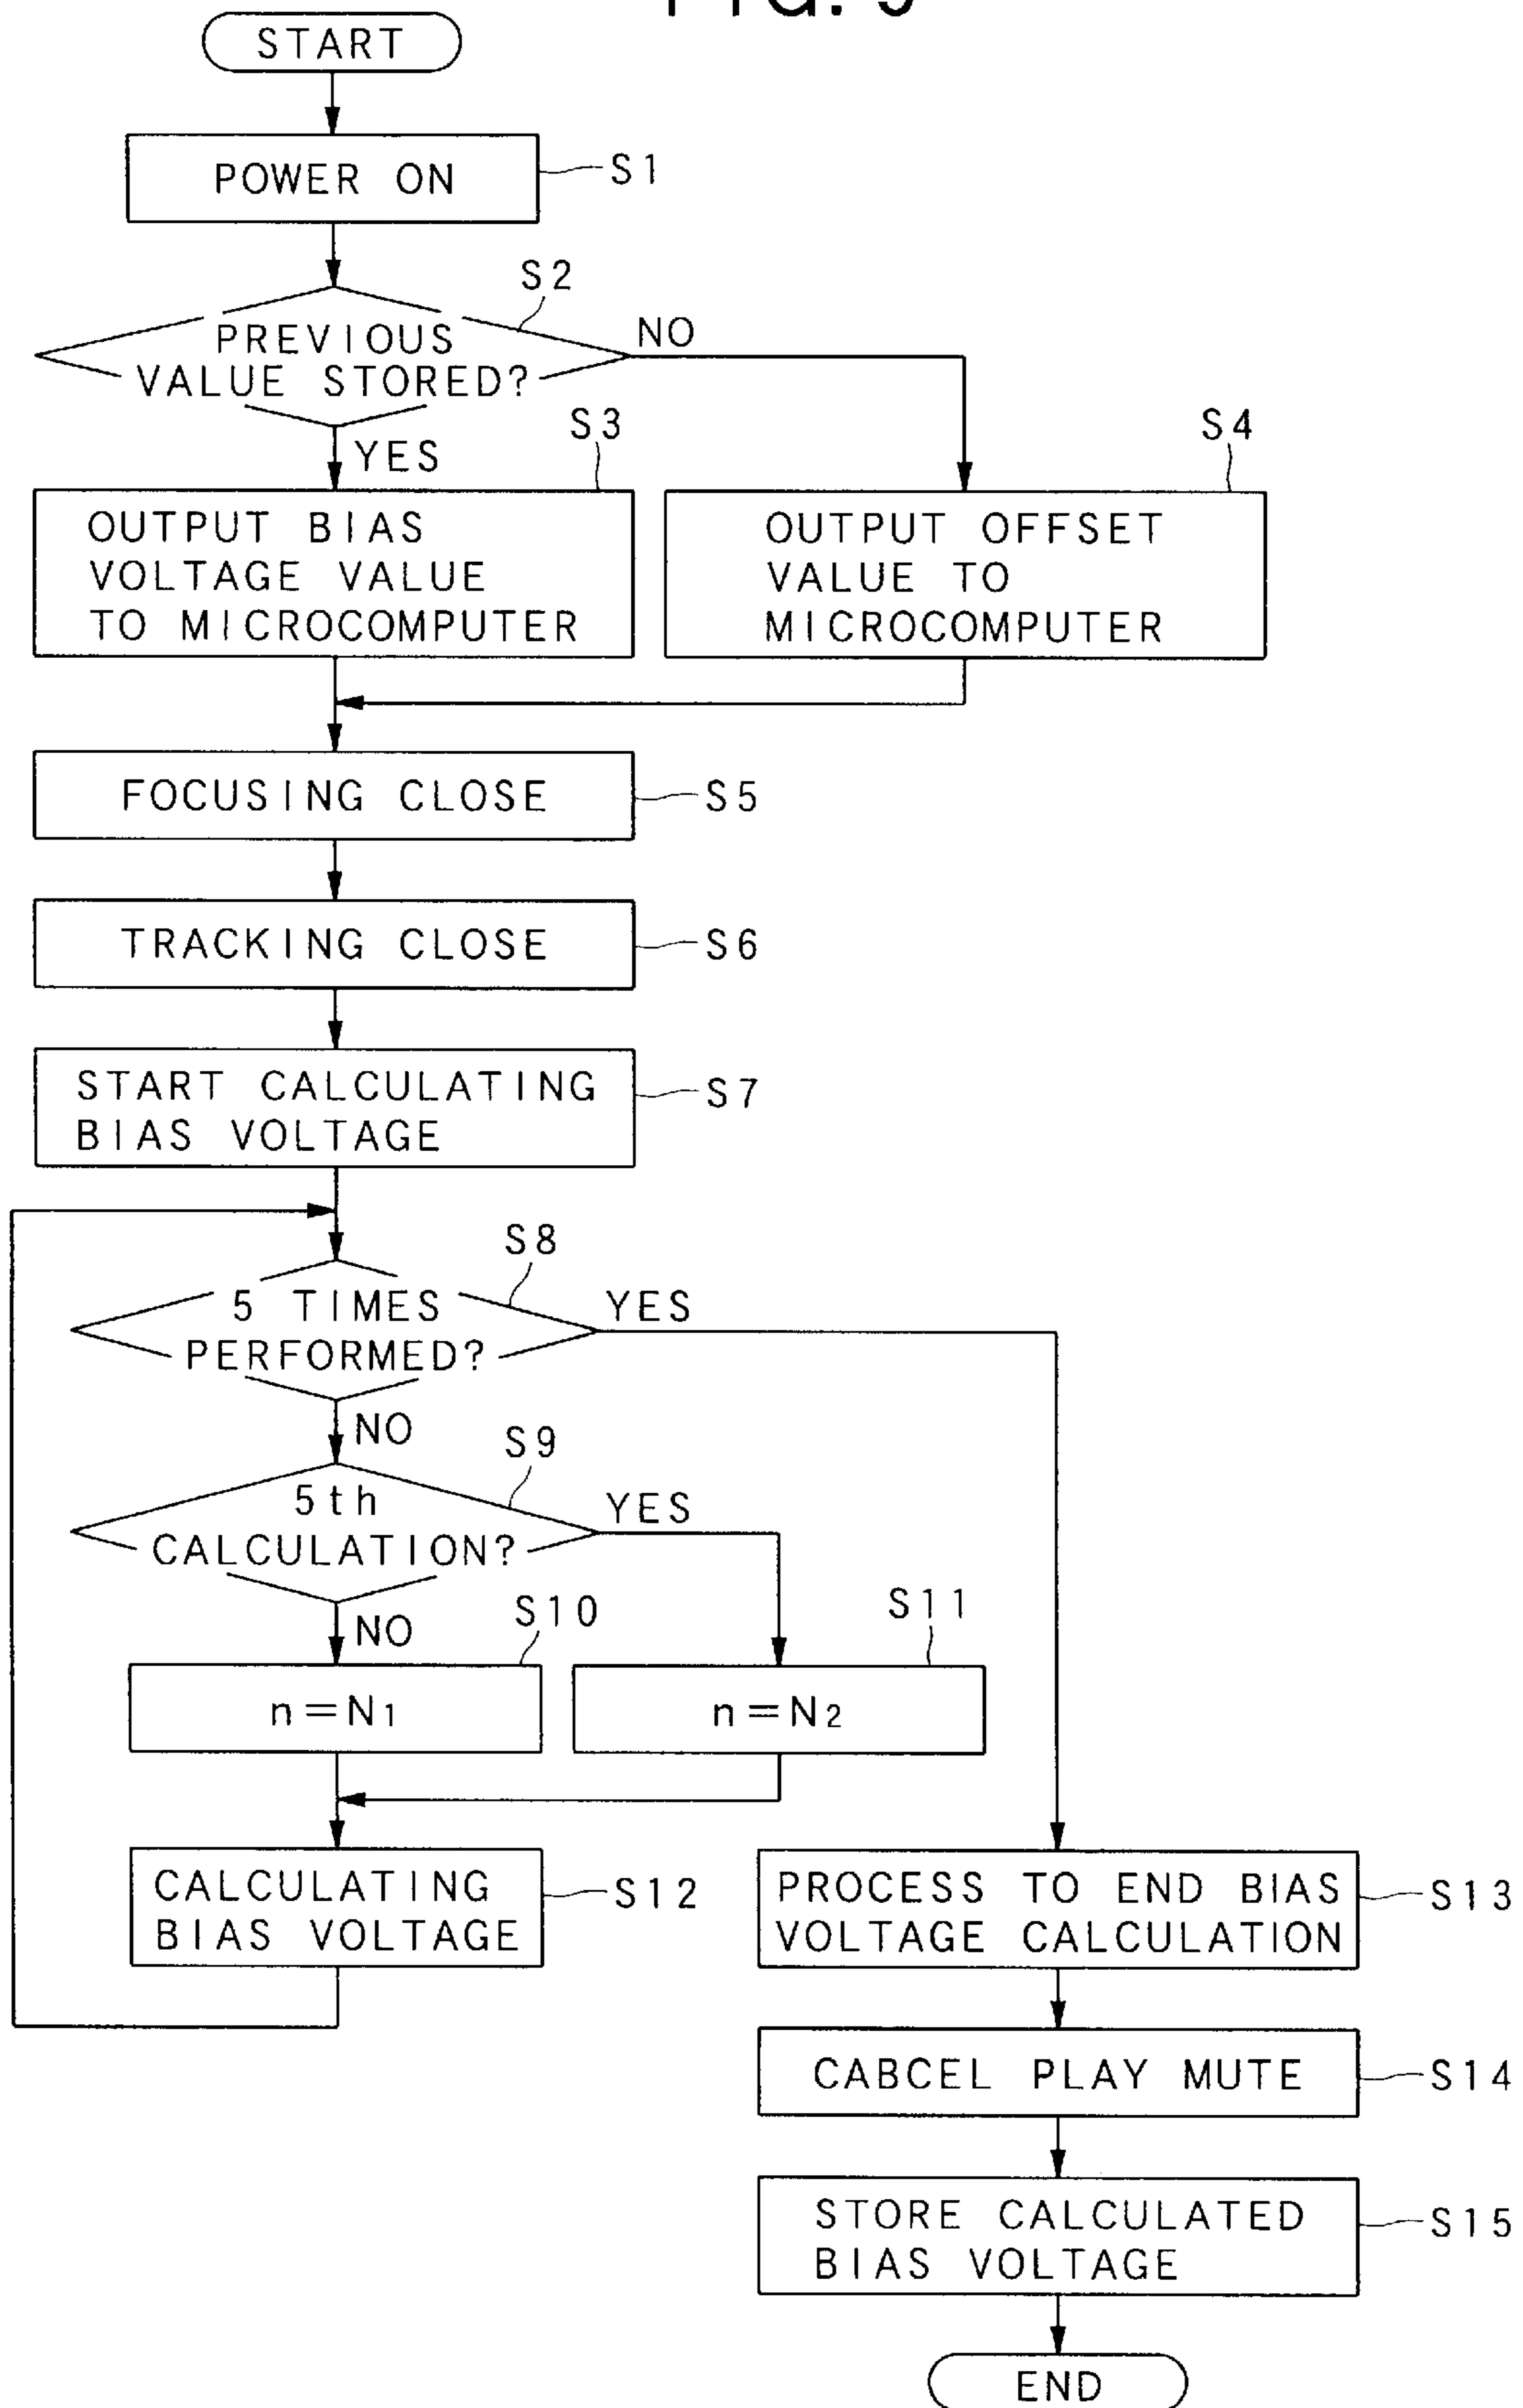 START
POWER ON
S1
S2
PREVIOUS
VALUE STORED?
NO
YES
S3
OUTPUT BIAS
VOLTAGE VALUE
TO MICROCOMPUTER
S4
OUTPUT OFFSET
VALUE TO
MICROCOMPUTER
FOCUSING CLOSE
S5
TRACKING CLOSE
S6
START CALCULATING
BIAS VOLTAGE
S7
S8
5 TIMES
PERFORMED?
YES
NO
S9
5th
CALCULATION?
YES
NO
S10
n=N1
S11
n=N2
CALCULATING
BIAS VOLTAGE
S12
PROCESS TO END BIAS
VOLTAGE CALCULATION
S13
CABCEL PLAY MUTE
S14
STORE CALCULATED
BIAS VOLTAGE
S15
END